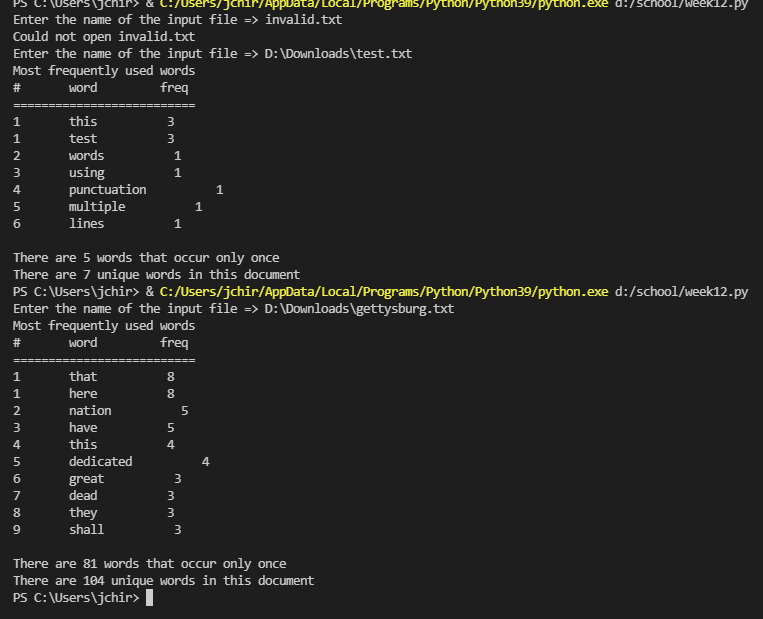 PS C:\Users\jchir> & C:/Users/jchir/AppData/Local/Programs/Python/Python39/python.exe d:/school/week12.py
Enter the name of the input file => invalid.txt
Could not open invalid.txt
Enter the name of the input file => D:\Downloads\test.txt
Most frequently used words
#       word         freq
==========================
1       this          3
1       test          3
2       words          1
3       using          1
4       punctuation          1
5       multiple          1
6       lines          1

There are 5 words that occur only once
There are 7 unique words in this document
PS C:\Users\jchir> & C:/Users/jchir/AppData/Local/Programs/Python/Python39/python.exe d:/school/week12.py
Enter the name of the input file => D:\Downloads\gettysburg.txt
Most frequently used words
#       word         freq
==========================
1       that          8
1       here          8
2       nation          5
3       have          5
4       this          4
5       dedicated          4
6       great          3
7       dead          3
8       they          3
9       shall          3

There are 81 words that occur only once
There are 104 unique words in this document
PS C:\Users\jchir>